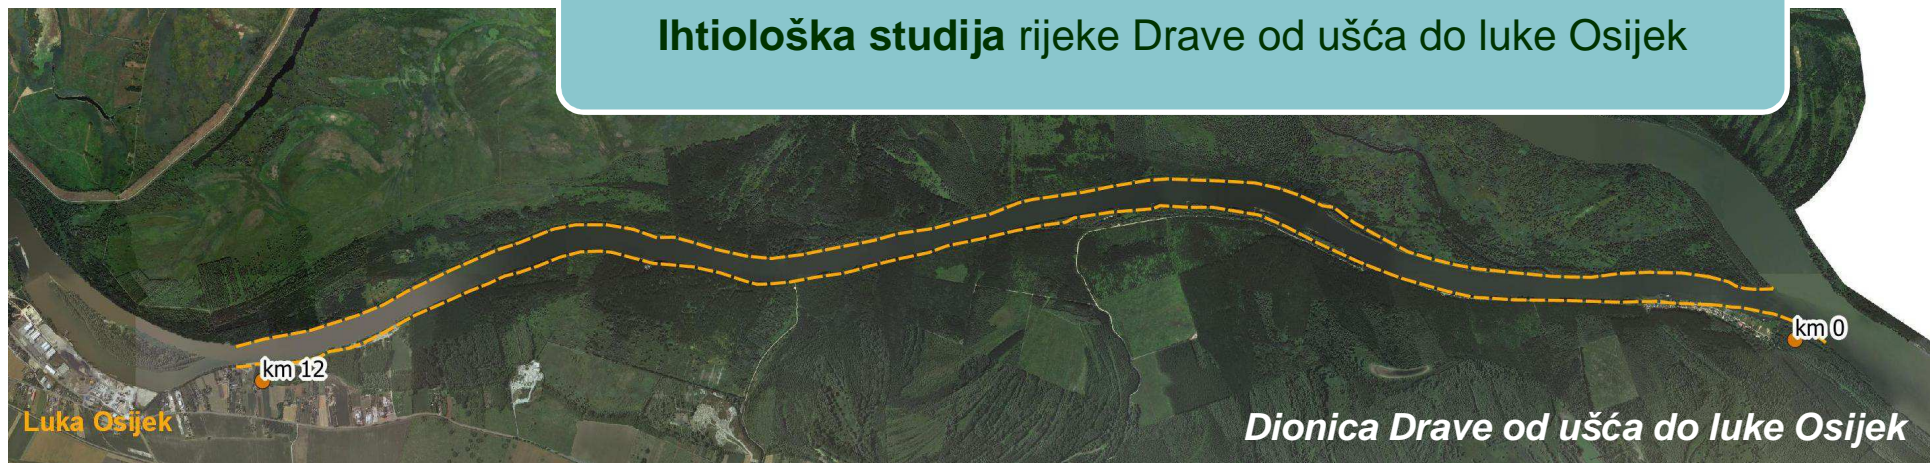 Ihtiološka studija rijeke Drave od ušća do luke Osijek
km 0
km 12
Luka Osijek
Dionica Drave od ušća do luke Osijek